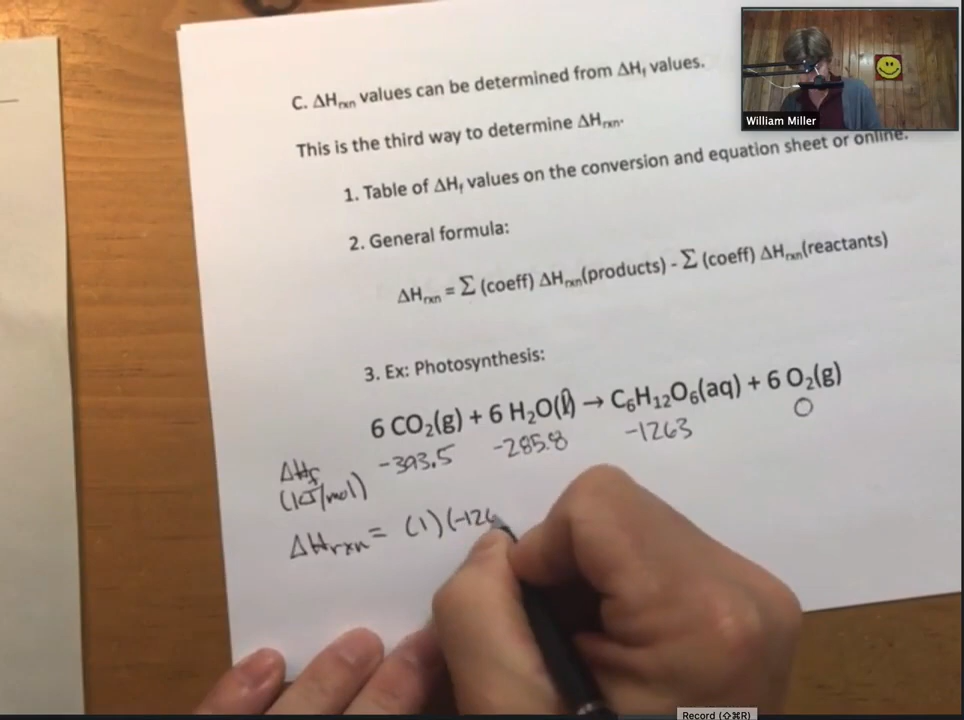 C. ΔHrxn values can be determined from ΔHf values.
William Miller
This is the third way to determine ΔHrxn.
1. Table of ΔHf values on the conversion and equation sheet or online.
2. General formula:
ΔHrxn = Σ (coeff) ΔHrxn(products) - Σ (coeff) ΔHrxn(reactants)
3. Ex: Photosynthesis:
6 CO2(g) + 6 H2O(l) → C6H12O6(aq) + 6 O2(g)
ΔHf -393.5 -285.8 -1263 0
(kJ/mol)
ΔHrxn = (1)(-126
Record (⇧⌘R)